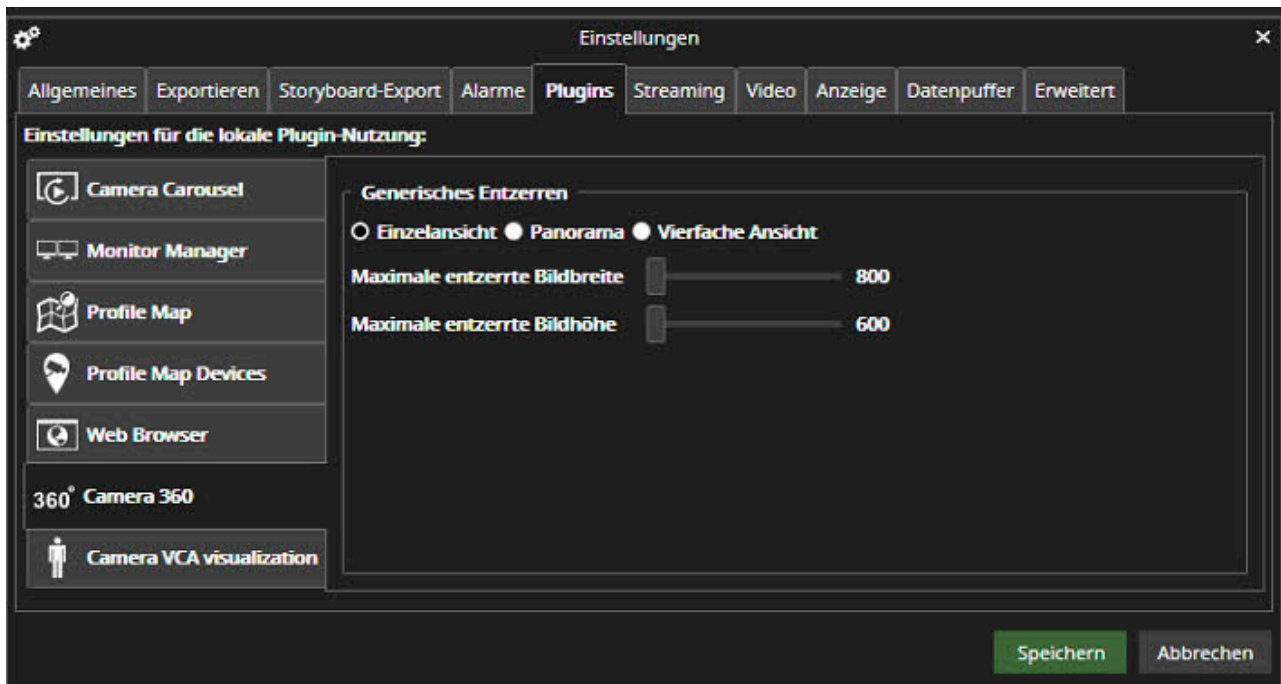 Einstellungen
Allgemeines Exportieren Storyboard-Export Alarme Plugins Streaming Video Anzeige Datenpuffer Erweitert
Einstellungen für die lokale Plugin-Nutzung:
Camera Carousel
Monitor Manager
Profile Map
Profile Map Devices
Web Browser
360° Camera 360
Camera VCA visualization
Generisches Entzerren
Einzelansicht Panorama Vierfache Ansicht
Maximale entzerrte Bildbreite 800
Maximale entzerrte Bildhöhe 600
Speichern Abbrechen